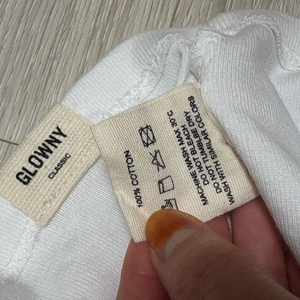 GLOWNY
CLASSIC
100% COTTON
MACHINE WASH MAX 30°C
DO NOT BLEACH
DO NOT TUMBLE DRY
WASH WITH SIMILAR COLORS